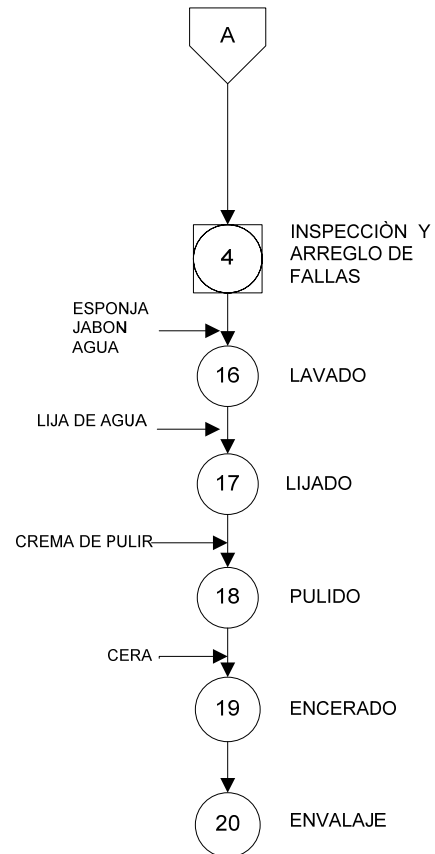 A
4
INSPECCIÒN Y
ARREGLO DE
FALLAS
ESPONJA
JABON
AGUA
16
LAVADO
LIJA DE AGUA
17
LIJADO
CREMA DE PULIR
18
PULIDO
CERA
19
ENCERADO
20
ENVALAJE